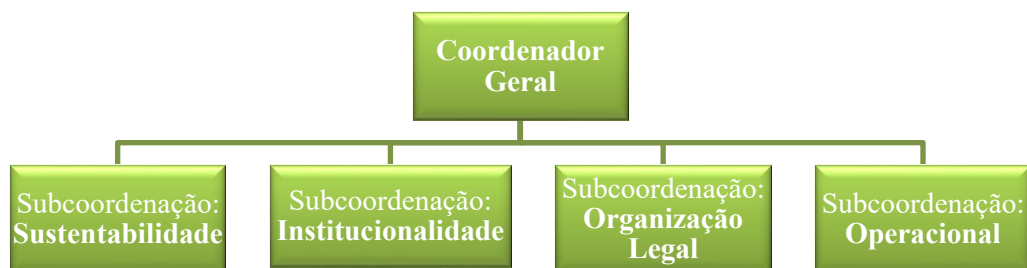 Coordenador
Geral
Subcoordenação:
Sustentabilidade
Subcoordenação:
Institucionalidade
Subcoordenação:
Organização
Legal
Subcoordenação:
Operacional